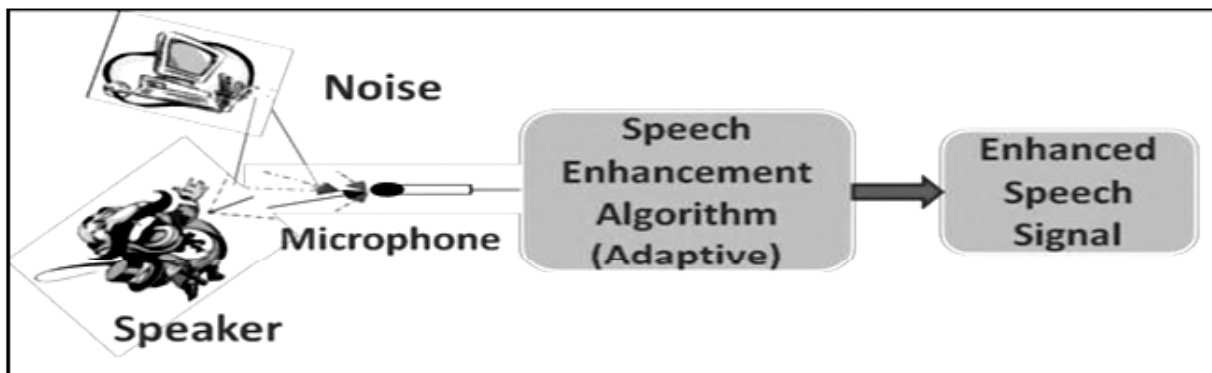 Noise
Microphone
Speaker
Speech
Enhancement
Algorithm
(Adaptive)
Enhanced
Speech
Signal